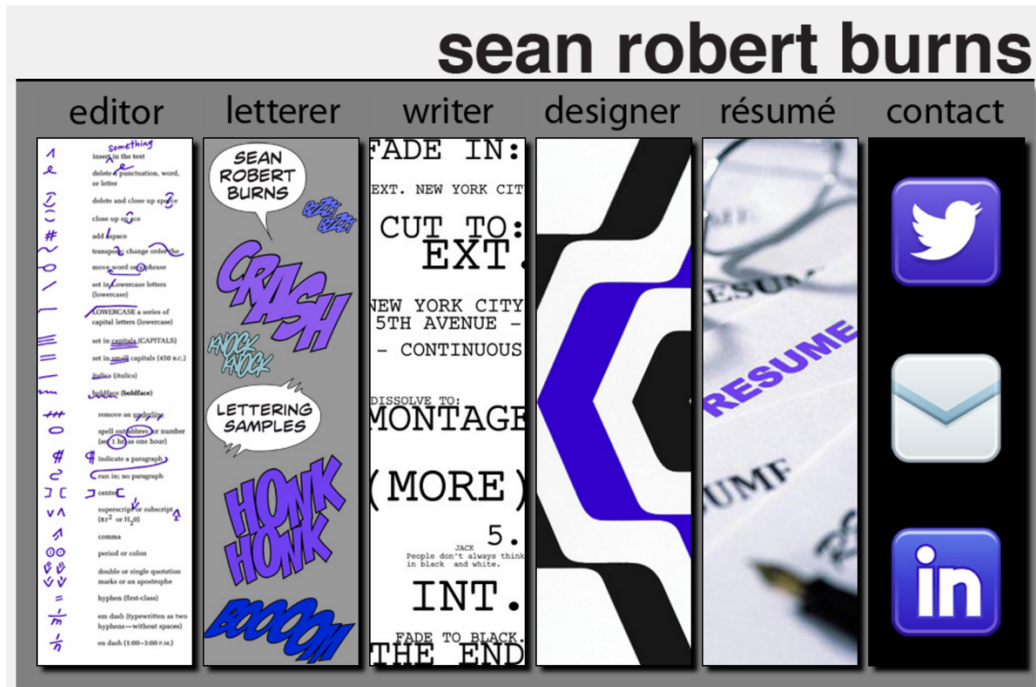 sean robert burns
editor
letterer
writer
designer
résumé
contact
something
insert in the text
delete a punctuation, word,
or letter
delete and close up space
close up space
add space
transpose, change order the
move word or phrase
set in Lowercase letters
(lowercase)
LOWERCASE a series of
capital letters (lowercase)
set in capitals (CAPITALS)
set in small capitals (450 B.C.)
italics (italics)
boldface (boldface)
remove an underline
spell out abbrev. or number
indicate a paragraph
run in; no paragraph
center
superscript or subscript
comma
period or colon
double or single quotation
marks or an apostrophe
hyphen (first-class)
em dash (typewritten as two
hyphens—without spaces)
en dash (1:00–3:00 P.M.)
SEAN
ROBERT
BURNS
BZZZH
BZZZH
CRASH
KNOCK
KNOCK
LETTERING
SAMPLES
HONK
HONK
BOOOOM
FADE IN:
EXT. NEW YORK CIT
CUT TO:
EXT.
NEW YORK CITY
5TH AVENUE -
- CONTINUOUS
DISSOLVE TO:
MONTAGE
(MORE)
5.
JACK
People don't always think
in black and white.
INT.
FADE TO BLACK.
THE END
RESUM
RESUME
SUMF
in